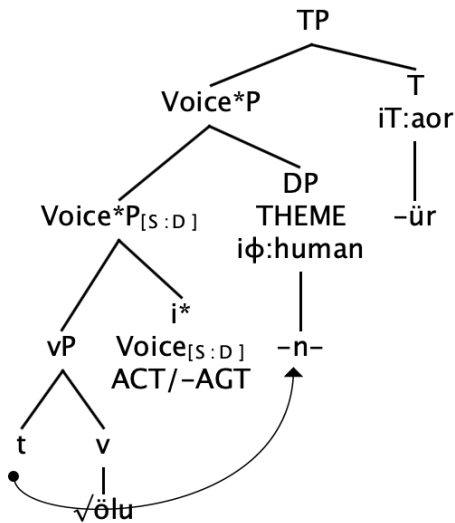 TP
Voice*P
T
iT:aor
Voice*P[S:D]
DP
THEME
iϕ:human
-ür
vP
i*
Voice[S:D]
ACT/-AGT
-n-
t
v
√ölu